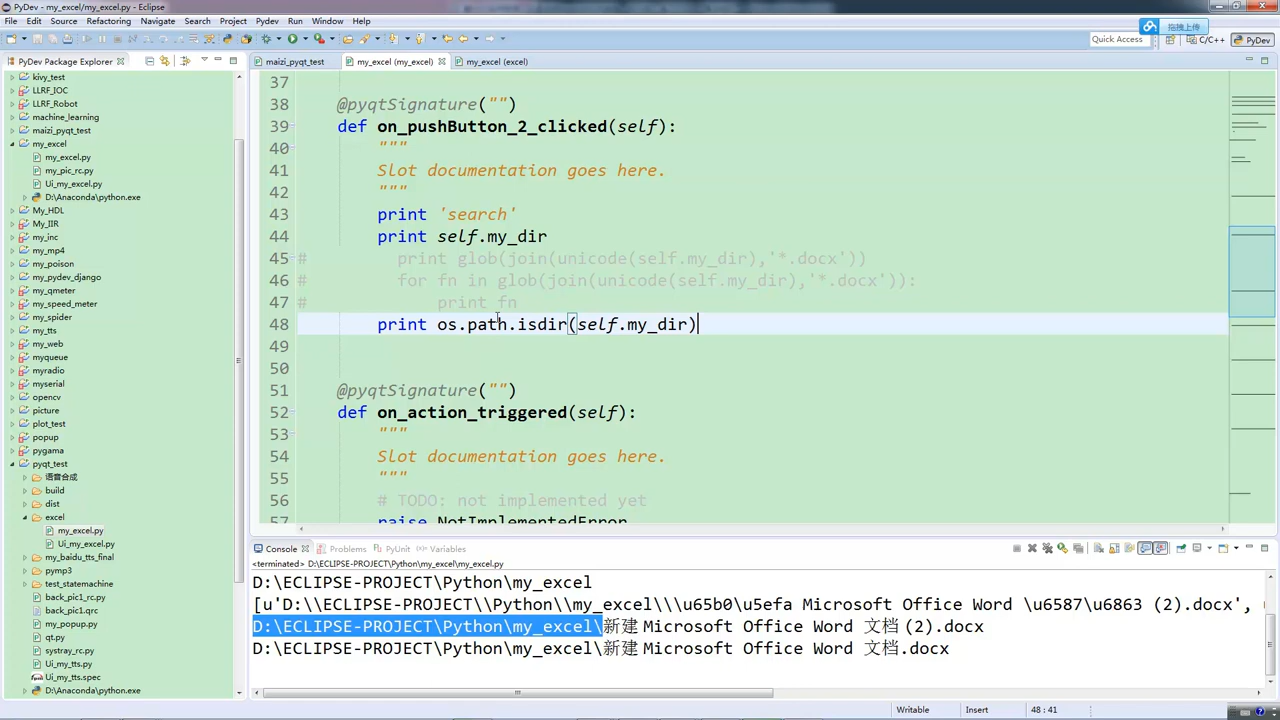 PyDev - my_excel/my_excel.py - Eclipse
File Edit Source Refactoring Navigate Search Project Pydev Run Window Help
拖拽上传
Quick Access
C/C++
PyDev
PyDev Package Explorer
kivy_test
LLRF_IOC
LLRF_Robot
machine_learning
maizi_pyqt_test
my_excel
my_excel.py
my_pic_rc.py
Ui_my_excel.py
D:\Anaconda\python.exe
My_HDL
My_IIR
my_inc
my_mp4
my_poison
my_pydev_django
my_qmeter
my_speed_meter
my_tts
my_web
myqueue
myradio
myserial
opencv
picture
plot_test
popup
pygama
pyqt_test
语音合成
build
dist
excel
my_excel.py
Ui_my_excel.py
my_baidu_tts_final
pymp3
test_statemachine
back_pic1_rc.py
back_pic1.qrc
my_popup.py
qt.py
systray_rc.py
Ui_my_tts.py
Ui_my_tts.spec
D:\Anaconda\python.exe
maizi_pyqt_test
my_excel (my_excel)
my_excel (excel)
37
38 @pyqtSignature("")
39 def on_pushButton_2_clicked(self):
40 """
41 Slot documentation goes here.
42 """
43 print 'search'
44 print self.my_dir
45 # print glob(join(unicode(self.my_dir),'*.docx'))
46 # for fn in glob(join(unicode(self.my_dir),'*.docx')):
47 # print fn
48 print os.path.isdir(self.my_dir)
49
50
51 @pyqtSignature("")
52 def on_action_triggered(self):
53 """
54 Slot documentation goes here.
55 """
56 # TODO: not implemented yet
57 raise NotImplementedError
Console Problems PyUnit Variables
<terminated> D:\ECLIPSE-PROJECT\Python\my_excel\my_excel.py
D:\ECLIPSE-PROJECT\Python\my_excel
[u'D:\\ECLIPSE-PROJECT\\Python\\my_excel\\\u65b0\u5efa Microsoft Office Word \u6587\u6863 (2).docx',
D:\ECLIPSE-PROJECT\Python\my_excel\新建 Microsoft Office Word 文档 (2).docx
D:\ECLIPSE-PROJECT\Python\my_excel\新建 Microsoft Office Word 文档.docx
Writable Insert 48 : 41